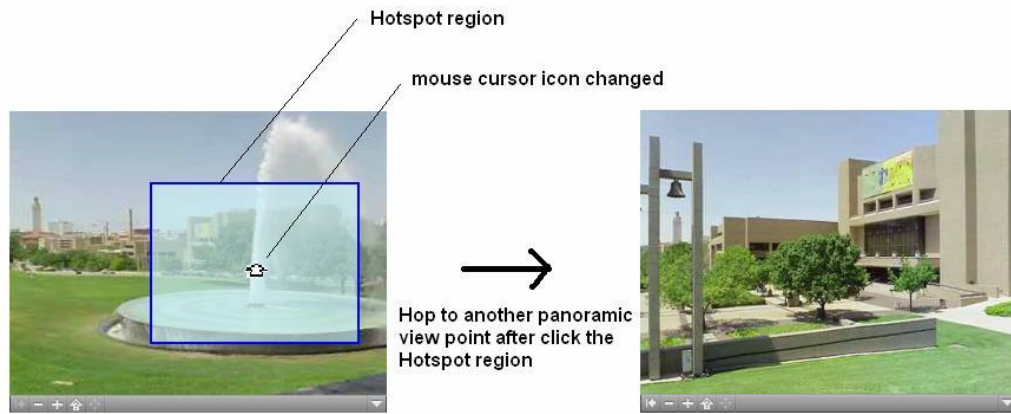 Hotspot region
mouse cursor icon changed
Hop to another panoramic
view point after click the
Hotspot region